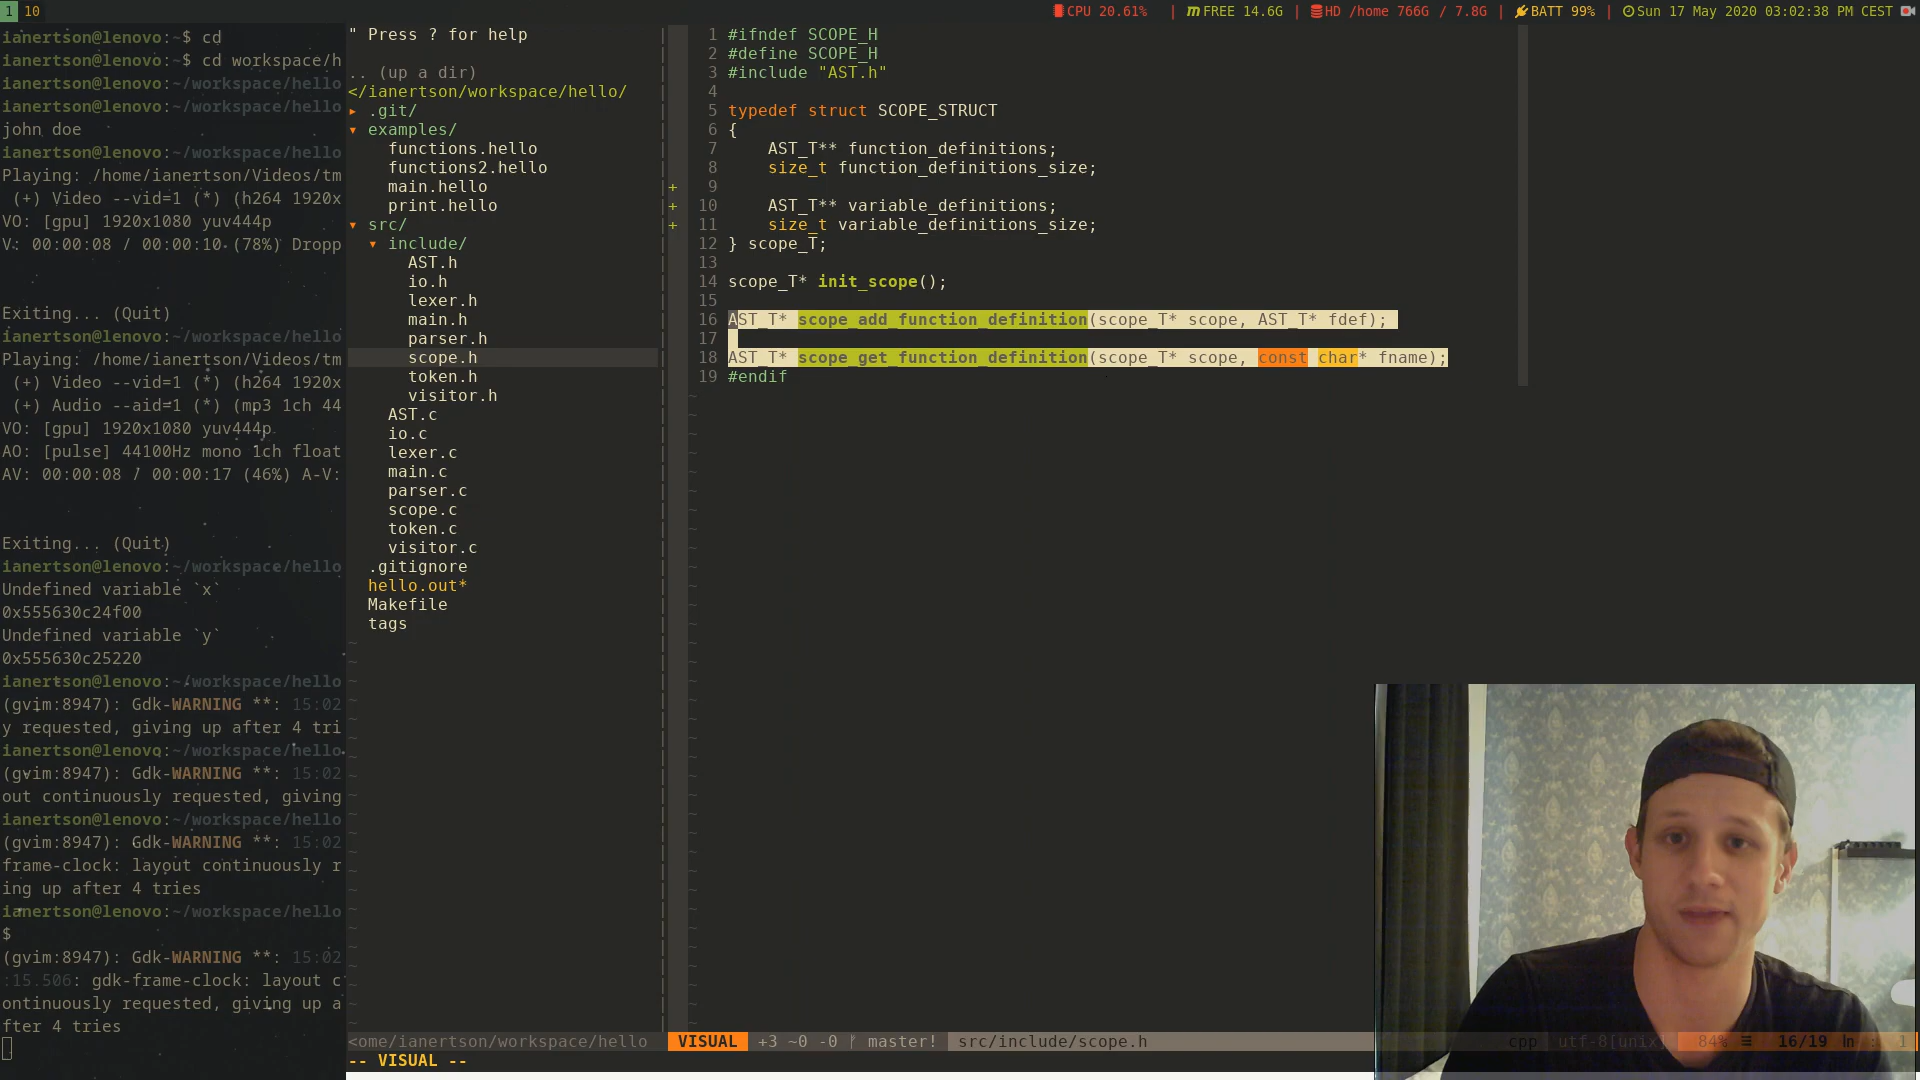 1 10
CPU 20.61% | FREE 14.6G | HD /home 766G / 7.8G | BATT 99% | Sun 17 May 2020 03:02:38 PM CEST
ianertson@lenovo:~$ cd
ianertson@lenovo:~$ cd workspace/h
ianertson@lenovo:~/workspace/hello
ianertson@lenovo:~/workspace/hello
john doe
ianertson@lenovo:~/workspace/hello
Playing: /home/ianertson/Videos/tm
(+) Video --vid=1 (*) (h264 1920x
VO: [gpu] 1920x1080 yuv444p
V: 00:00:08 / 00:00:10 (78%) Dropp
Exiting... (Quit)
ianertson@lenovo:~/workspace/hello
Playing: /home/ianertson/Videos/tm
(+) Video --vid=1 (*) (h264 1920x
(+) Audio --aid=1 (*) (mp3 1ch 44
VO: [gpu] 1920x1080 yuv444p
AO: [pulse] 44100Hz mono 1ch float
AV: 00:00:08 / 00:00:17 (46%) A-V:
Exiting... (Quit)
ianertson@lenovo:~/workspace/hello
Undefined variable `x`
0x555630c24f00
Undefined variable `y`
0x555630c25220
ianertson@lenovo:~/workspace/hello
(gvim:8947): Gdk-WARNING **: 15:02
y requested, giving up after 4 tri
ianertson@lenovo:~/workspace/hello
(gvim:8947): Gdk-WARNING **: 15:02
out continuously requested, giving
ianertson@lenovo:~/workspace/hello
(gvim:8947): Gdk-WARNING **: 15:02
frame-clock: layout continuously r
ing up after 4 tries
ianertson@lenovo:~/workspace/hello
$
(gvim:8947): Gdk-WARNING **: 15:02
:15.506: gdk-frame-clock: layout c
ontinuously requested, giving up a
fter 4 tries
" Press ? for help
.. (up a dir)
</ianertson/workspace/hello/
▸ .git/
▾ examples/
functions.hello
functions2.hello
main.hello
print.hello
▾ src/
▾ include/
AST.h
io.h
lexer.h
main.h
parser.h
scope.h
token.h
visitor.h
AST.c
io.c
lexer.c
main.c
parser.c
scope.c
token.c
visitor.c
.gitignore
hello.out*
Makefile
tags
1 #ifndef SCOPE_H
2 #define SCOPE_H
3 #include "AST.h"
4
5 typedef struct SCOPE_STRUCT
6 {
7 AST_T** function_definitions;
8 size_t function_definitions_size;
+ 9
+ 10 AST_T** variable_definitions;
+ 11 size_t variable_definitions_size;
12 } scope_T;
13
14 scope_T* init_scope();
15
16 AST_T* scope_add_function_definition(scope_T* scope, AST_T* fdef);
17
18 AST_T* scope_get_function_definition(scope_T* scope, const char* fname);
19 #endif
<ome/ianertson/workspace/hello VISUAL +3 ~0 -0 master! src/include/scope.h cpp utf-8[unix] 84% ☰ 16/19 ln : 1
-- VISUAL --